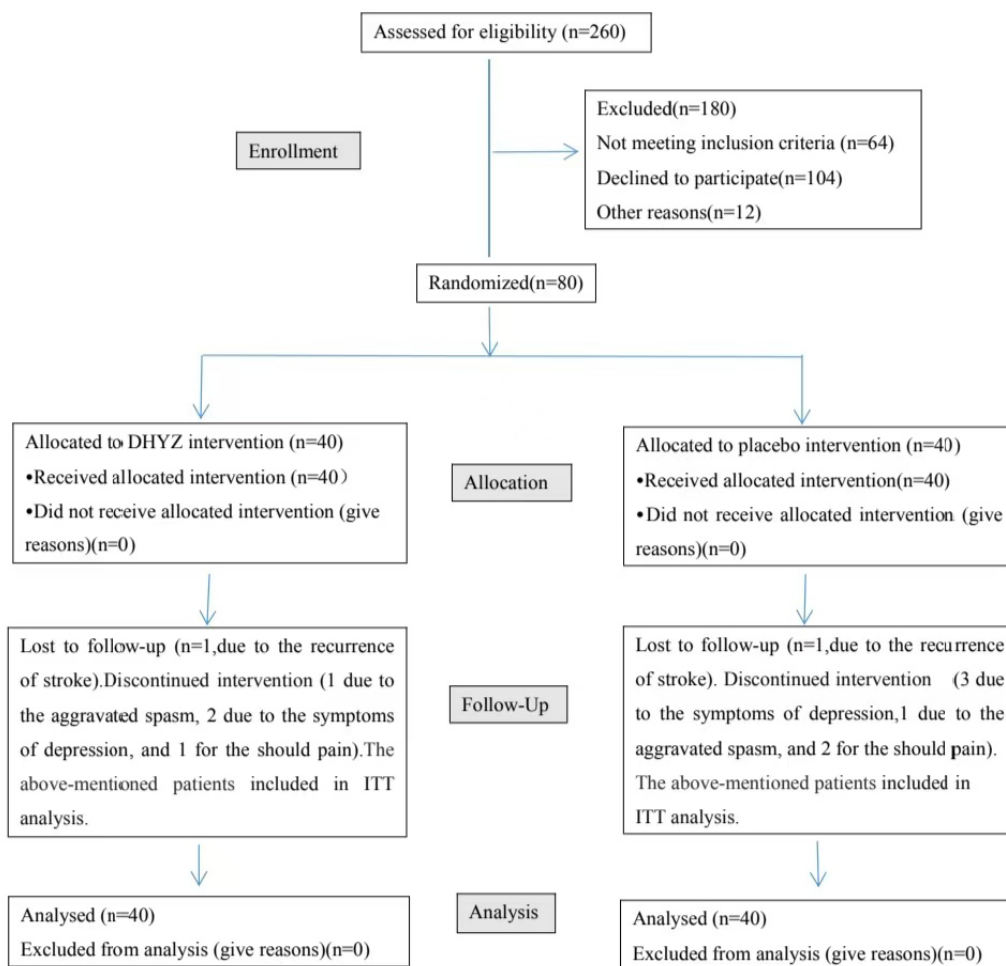 Assessed for eligibility (n=260)
Excluded(n=180)
Not meeting inclusion criteria (n=64)
Declined to participate(n=104)
Other reasons(n=12)
Enrollment
Randomized(n=80)
Allocated to DHYZ intervention (n=40)
•Received allocated intervention (n=40)
•Did not receive allocated intervention (give
reasons)(n=0)
Allocation
Allocated to placebo intervention (n=40)
•Received allocated intervention(n=40)
•Did not receive allocated intervention (give
reasons)(n=0)
Lost to follow-up (n=1,due to the recurrence
of stroke).Discontinued intervention (1 due to
the aggravated spasm, 2 due to the symptoms
of depression, and 1 for the should pain).The
above-mentioned patients included in ITT
analysis.
Follow-Up
Lost to follow-up (n=1,due to the recurrence
of stroke). Discontinued intervention (3 due
to the symptoms of depression,1 due to the
aggravated spasm, and 2 for the should pain).
The above-mentioned patients included in
ITT analysis.
Analysed (n=40)
Excluded from analysis (give reasons)(n=0)
Analysis
Analysed (n=40)
Excluded from analysis (give reasons)(n=0)